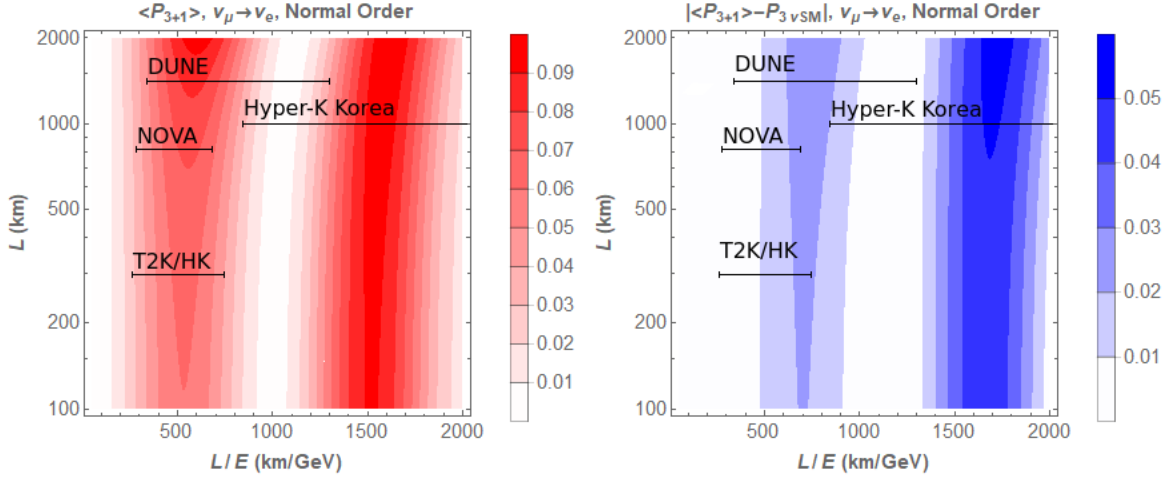 <P3+1>, νμ→νe, Normal Order
2000
1000
500
200
100
L (km)
DUNE
Hyper-K Korea
NOVA
T2K/HK
500
1000
1500
2000
L/E (km/GeV)
0.09
0.08
0.07
0.06
0.05
0.04
0.03
0.02
0.01
|<P3+1>−P3νSM|, νμ→νe, Normal Order
2000
1000
500
200
100
L (km)
DUNE
Hyper-K Korea
NOVA
T2K/HK
500
1000
1500
2000
L/E (km/GeV)
0.05
0.04
0.03
0.02
0.01